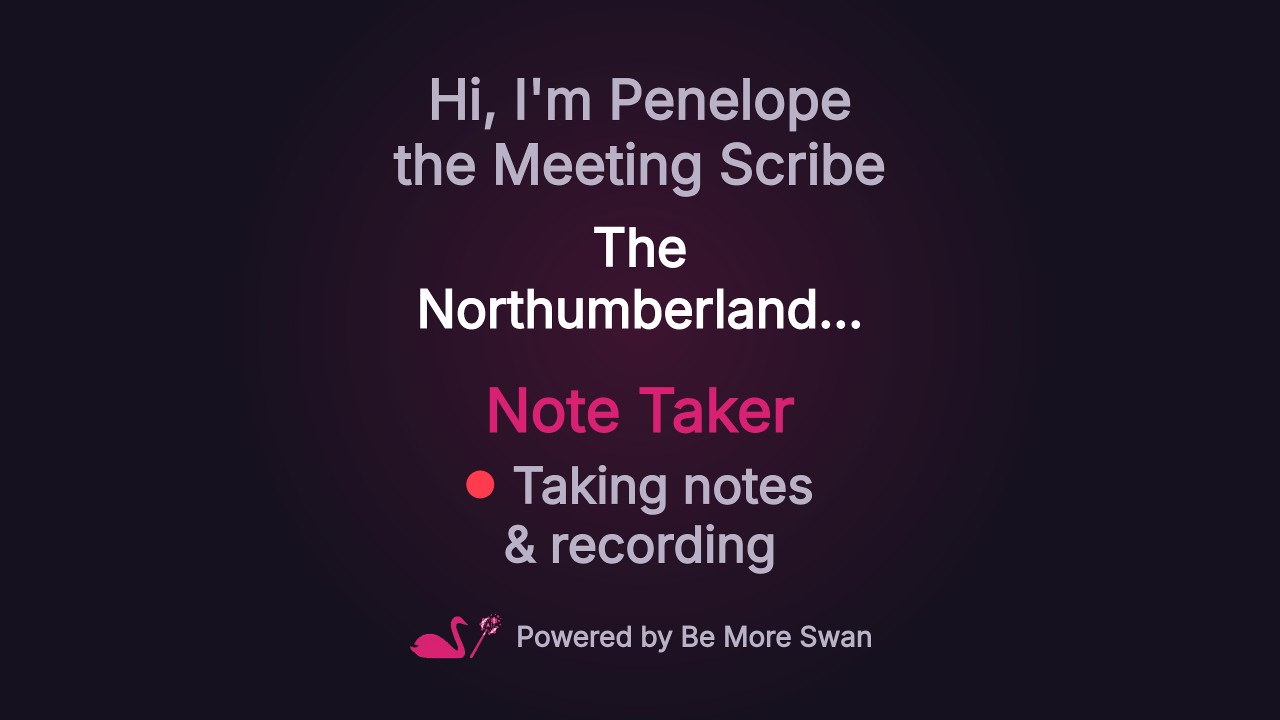 Hi, I'm Penelope
the Meeting Scribe
The
Northumberland...
Note Taker
Taking notes
& recording
Powered by Be More Swan